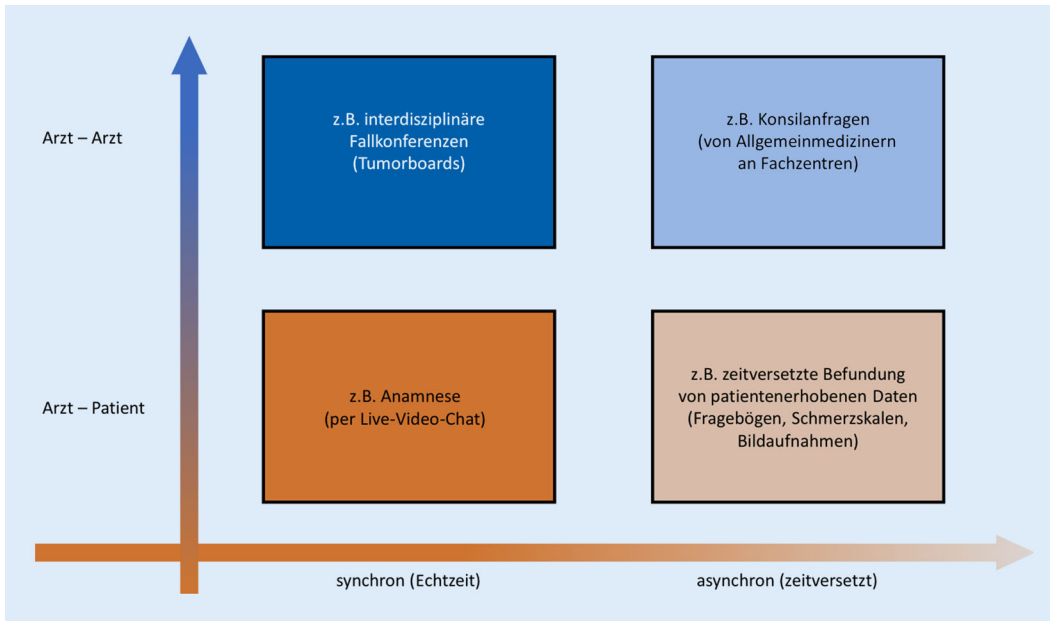 Arzt – Arzt
z.B. interdisziplinäre
Fallkonferenzen
(Tumorboards)
z.B. Konsilanfragen
(von Allgemeinmedizinern
an Fachzentren)
Arzt – Patient
z.B. Anamnese
(per Live-Video-Chat)
z.B. zeitversetzte Befundung
von patientenerhobenen Daten
(Fragebögen, Schmerzskalen,
Bildaufnahmen)
synchron (Echtzeit)
asynchron (zeitversetzt)